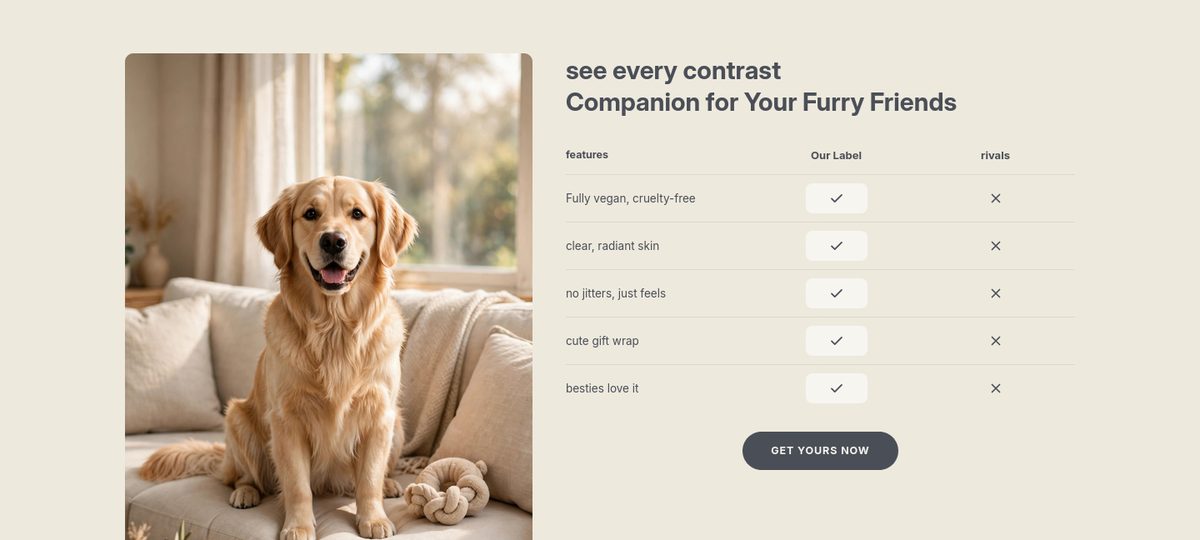 see every contrast
Companion for Your Furry Friends
features Our Label rivals
Fully vegan, cruelty-free
clear, radiant skin
no jitters, just feels
cute gift wrap
besties love it
GET YOURS NOW